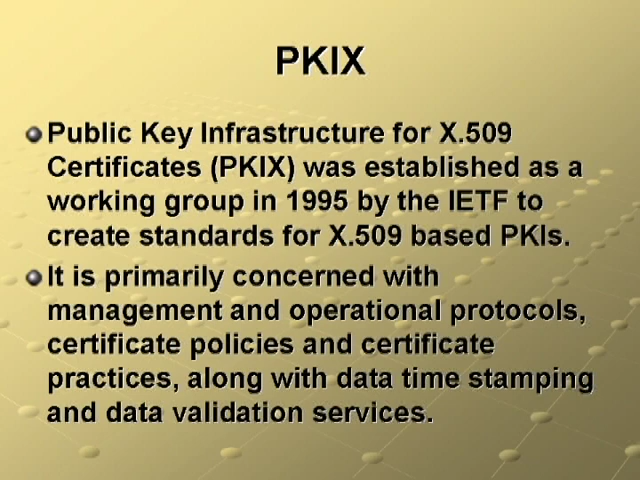 PKIX
Public Key Infrastructure for X.509
Certificates (PKIX) was established as a
working group in 1995 by the IETF to
create standards for X.509 based PKIs.
It is primarily concerned with
management and operational protocols,
certificate policies and certificate
practices, along with data time stamping
and data validation services.